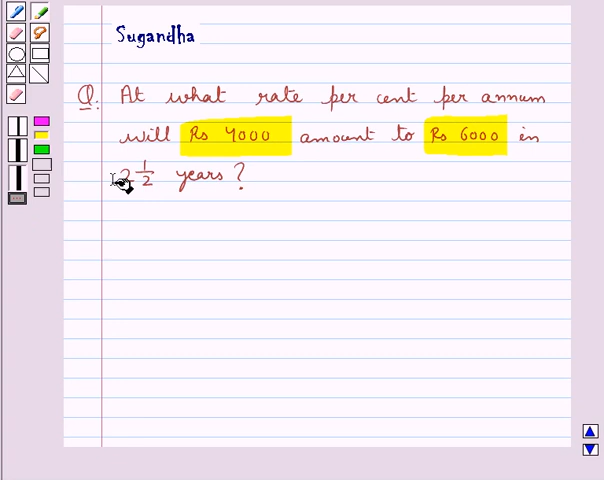 Sugandha
Q. At what rate per cent per annum
will Rs 4000 amount to Rs 6000 in
2 1/2 years?